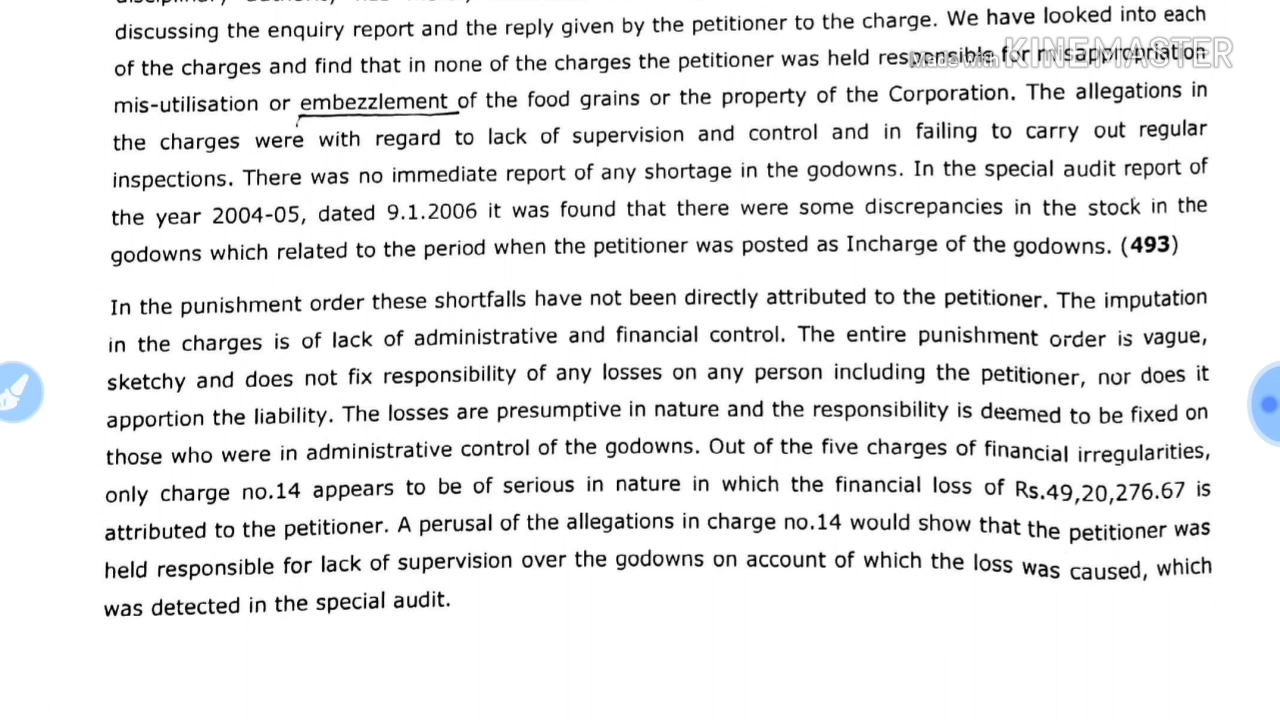 discussing the enquiry report and the reply given by the petitioner to the charge. We have looked into each
of the charges and find that in none of the charges the petitioner was held responsible for misappropriation
Made with KINEMASTER
mis-utilisation or embezzlement of the food grains or the property of the Corporation. The allegations in
the charges were with regard to lack of supervision and control and in failing to carry out regular
inspections. There was no immediate report of any shortage in the godowns. In the special audit report of
the year 2004-05, dated 9.1.2006 it was found that there were some discrepancies in the stock in the
godowns which related to the period when the petitioner was posted as Incharge of the godowns. (493)
In the punishment order these shortfalls have not been directly attributed to the petitioner. The imputation
in the charges is of lack of administrative and financial control. The entire punishment order is vague,
sketchy and does not fix responsibility of any losses on any person including the petitioner, nor does it
apportion the liability. The losses are presumptive in nature and the responsibility is deemed to be fixed on
those who were in administrative control of the godowns. Out of the five charges of financial irregularities,
only charge no.14 appears to be of serious in nature in which the financial loss of Rs.49,20,276.67 is
attributed to the petitioner. A perusal of the allegations in charge no.14 would show that the petitioner was
held responsible for lack of supervision over the godowns on account of which the loss was caused, which
was detected in the special audit.